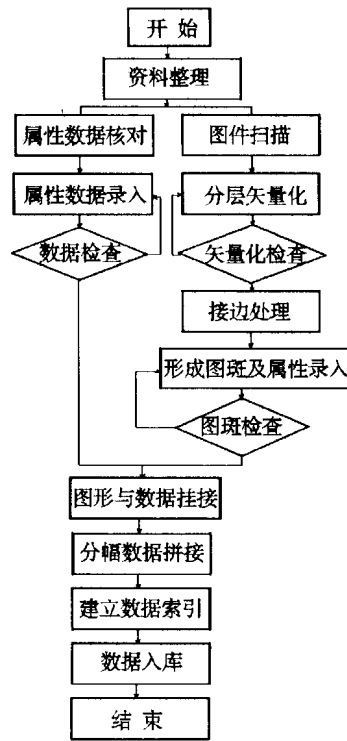 开 始
资料整理
属性数据核对
图件扫描
属性数据录入
分层矢量化
数据检查
矢量化检查
接边处理
形成图斑及属性录入
图斑检查
图形与数据挂接
分幅数据拼接
建立数据索引
数据入库
结 束